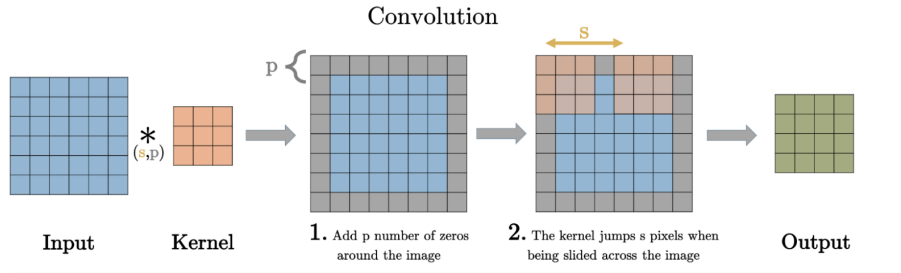 Convolution
s
p
*
(s,p)
Input
Kernel
1. Add p number of zeros
around the image
2. The kernel jumps s pixels when
being slided across the image
Output